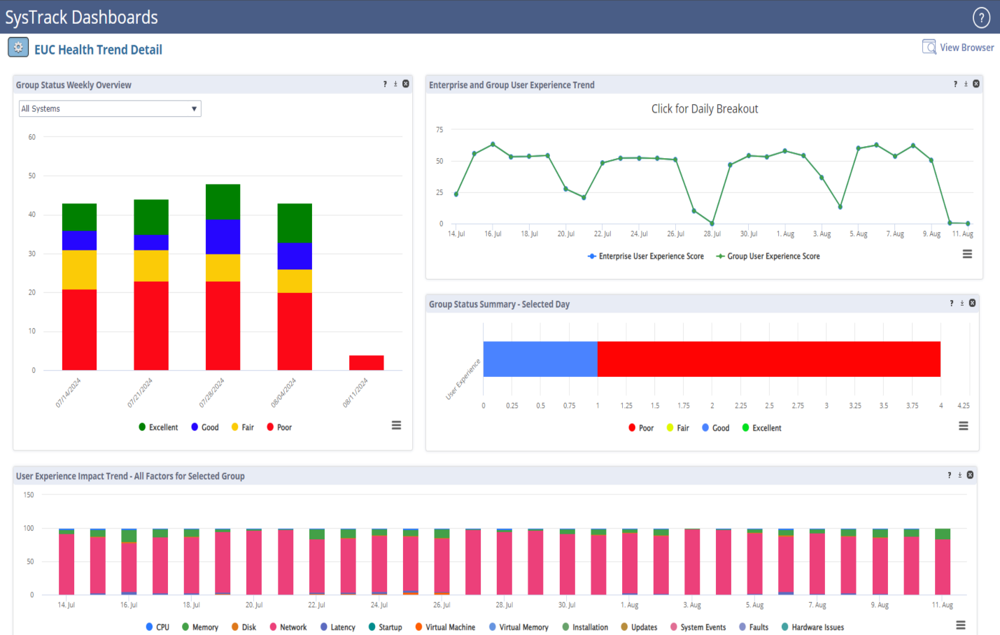 SysTrack Dashboards
?
EUC Health Trend Detail
View Browser
Group Status Weekly Overview
?
All Systems
60
50
40
30
20
10
0
07/14/2024
07/21/2024
07/28/2024
08/04/2024
08/11/2024
Excellent Good Fair Poor
Enterprise and Group User Experience Trend
?
Click for Daily Breakout
75
50
25
0
14. Jul 16. Jul 18. Jul 20. Jul 22. Jul 24. Jul 26. Jul 28. Jul 30. Jul 1. Aug 3. Aug 5. Aug 7. Aug 9. Aug 11. Aug
Enterprise User Experience Score Group User Experience Score
Group Status Summary - Selected Day
?
User Experience
0 0.25 0.5 0.75 1 1.25 1.5 1.75 2 2.25 2.5 2.75 3 3.25 3.5 3.75 4 4.25
Poor Fair Good Excellent
User Experience Impact Trend - All Factors for Selected Group
?
150
100
50
0
14. Jul 16. Jul 18. Jul 20. Jul 22. Jul 24. Jul 26. Jul 28. Jul 30. Jul 1. Aug 3. Aug 5. Aug 7. Aug 9. Aug 11. Aug
CPU Memory Disk Network Latency Startup Virtual Machine Virtual Memory Installation Updates System Events Faults Hardware Issues